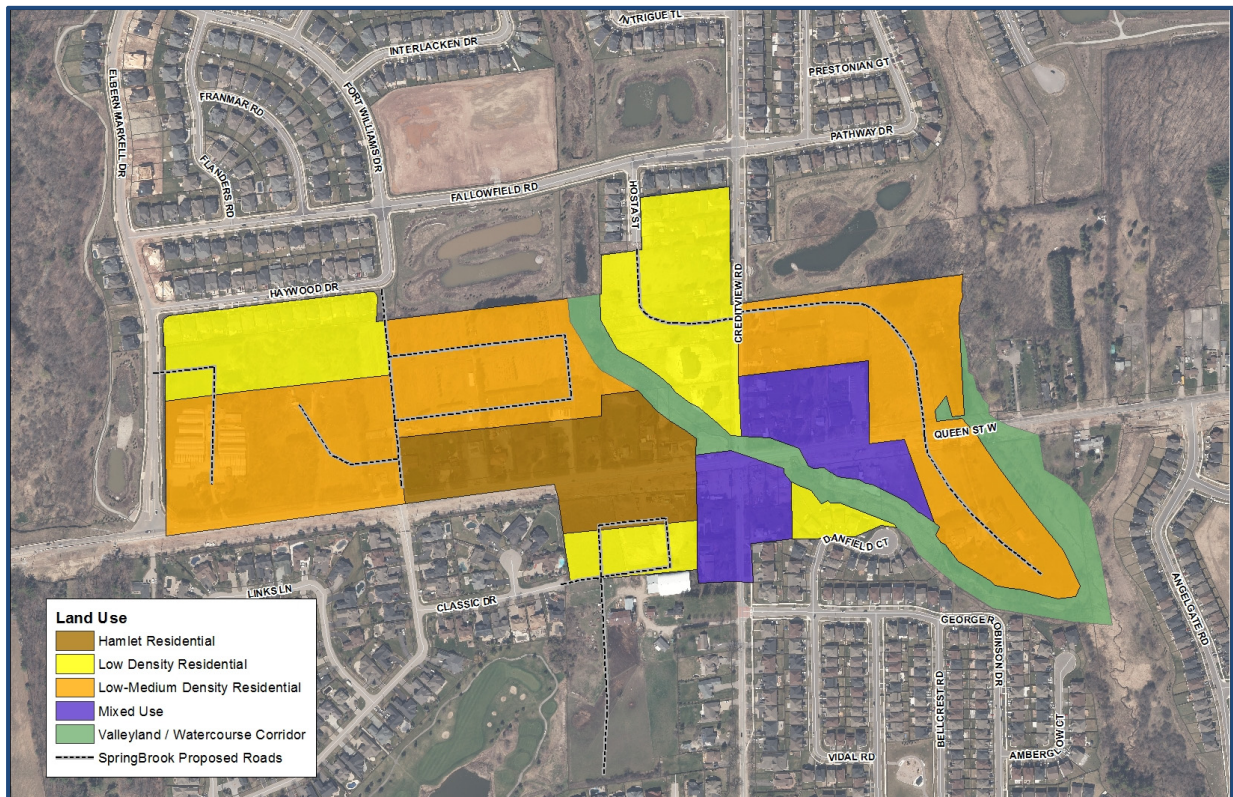 INTRIGUE TL
INTERLACKEN DR
PRESTONIAN GT
ELBERN MARKELL DR
FRANMAR RD
FORT WILLIAMS DR
PATHWAY DR
FLANDERS RD
FALLOWFIELD RD
HOSTA ST
CREDITVIEW RD
HAYWOOD DR
QUEEN ST W
DANFIELD CT
LINKS LN
CLASSIC DR
GEORGE ROBINSON DR
ANGELGATE RD
BELLCREST RD
AMBERGLOW CT
VIDAL RD
Land Use
Hamlet Residential
Low Density Residential
Low-Medium Density Residential
Mixed Use
Valleyland / Watercourse Corridor
SpringBrook Proposed Roads